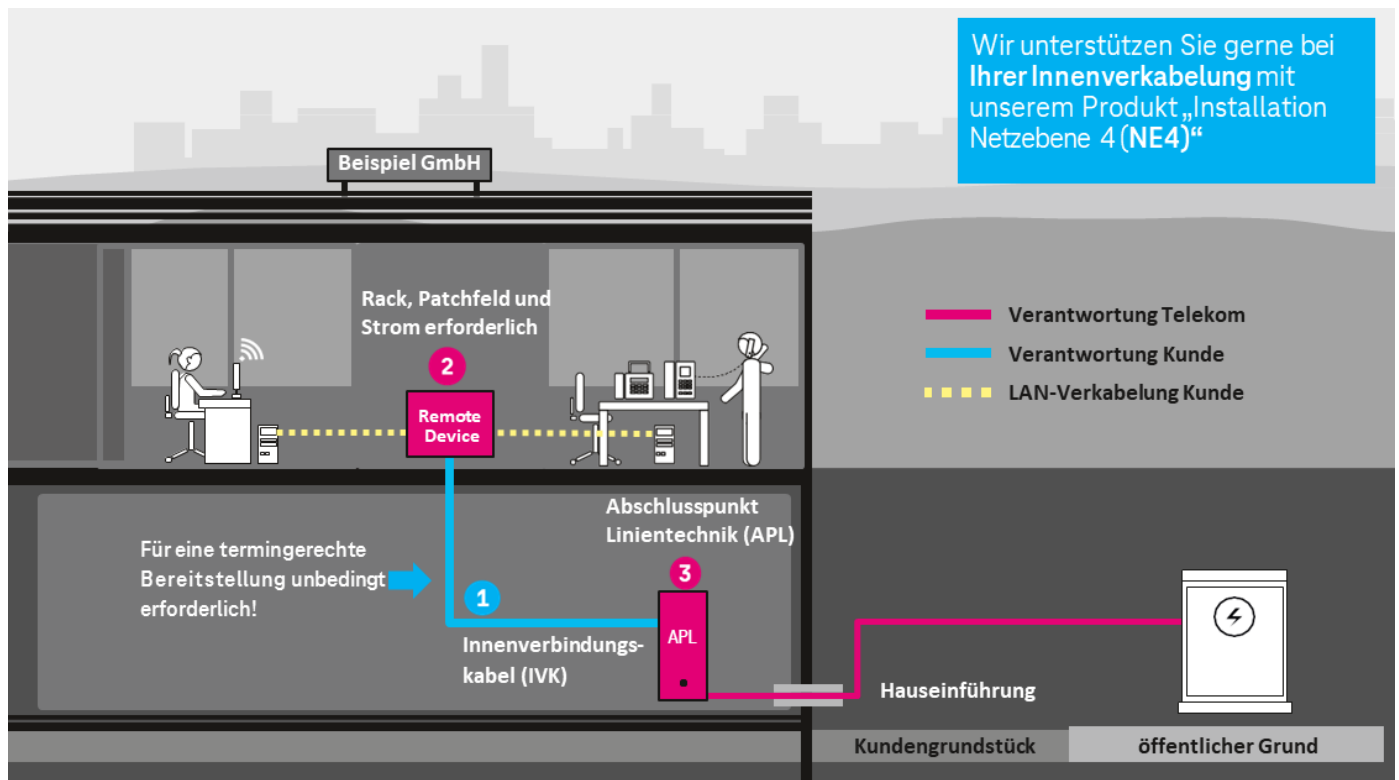 Wir unterstützen Sie gerne bei
Ihrer Innenverkabelung mit
unserem Produkt „Installation
Netzebene 4 (NE4)“
Beispiel GmbH
Rack, Patchfeld und
Strom erforderlich
2
Remote
Device
Verantwortung Telekom
Verantwortung Kunde
LAN-Verkabelung Kunde
Abschlusspunkt
Linientechnik (APL)
3
APL
Für eine termingerechte
Bereitstellung unbedingt
erforderlich!
1
Innenverbindungs-
kabel (IVK)
Hauseinführung
Kundengrundstück
öffentlicher Grund